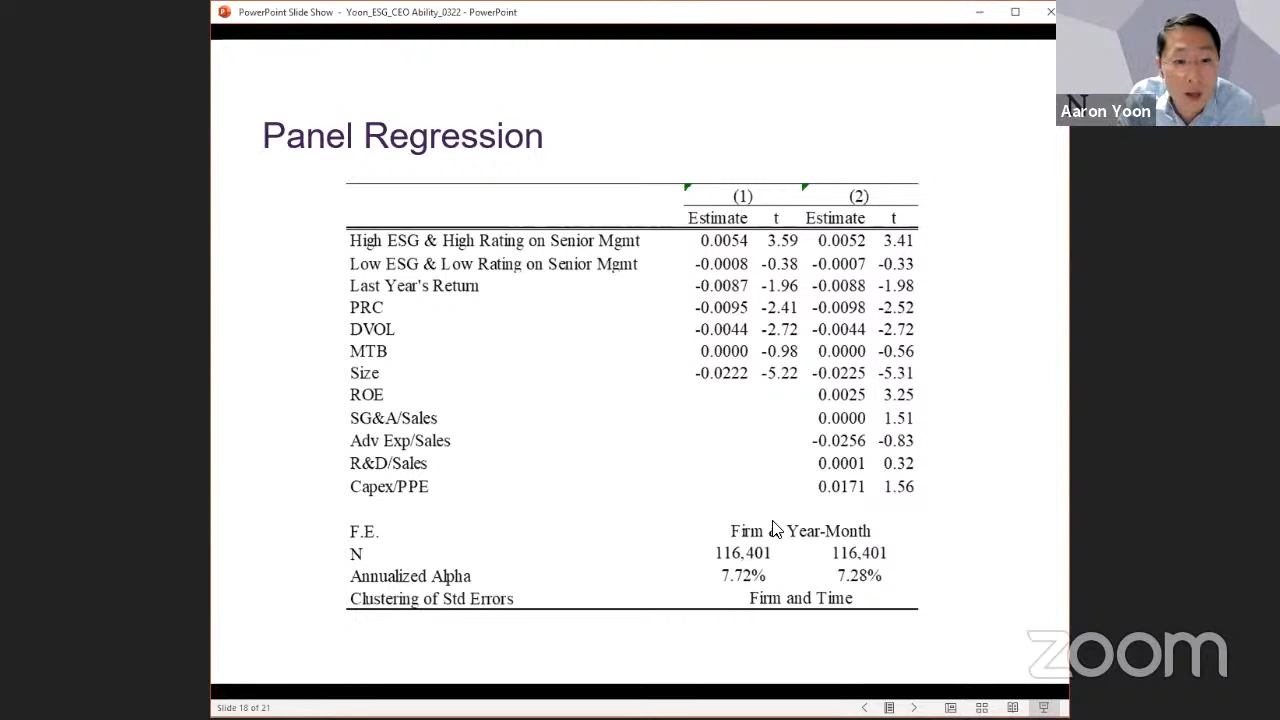 PowerPoint Slide Show - Yoon_ESG_CEO Ability_0322 - PowerPoint
Aaron Yoon
Panel Regression
(1) (2)
Estimate t Estimate t
High ESG & High Rating on Senior Mgmt 0.0054 3.59 0.0052 3.41
Low ESG & Low Rating on Senior Mgmt -0.0008 -0.38 -0.0007 -0.33
Last Year's Return -0.0087 -1.96 -0.0088 -1.98
PRC -0.0095 -2.41 -0.0098 -2.52
DVOL -0.0044 -2.72 -0.0044 -2.72
MTB 0.0000 -0.98 0.0000 -0.56
Size -0.0222 -5.22 -0.0225 -5.31
ROE 0.0025 3.25
SG&A/Sales 0.0000 1.51
Adv Exp/Sales -0.0256 -0.83
R&D/Sales 0.0001 0.32
Capex/PPE 0.0171 1.56
F.E. Firm & Year-Month
N 116,401 116,401
Annualized Alpha 7.72% 7.28%
Clustering of Std Errors Firm and Time
zoom
Slide 18 of 21